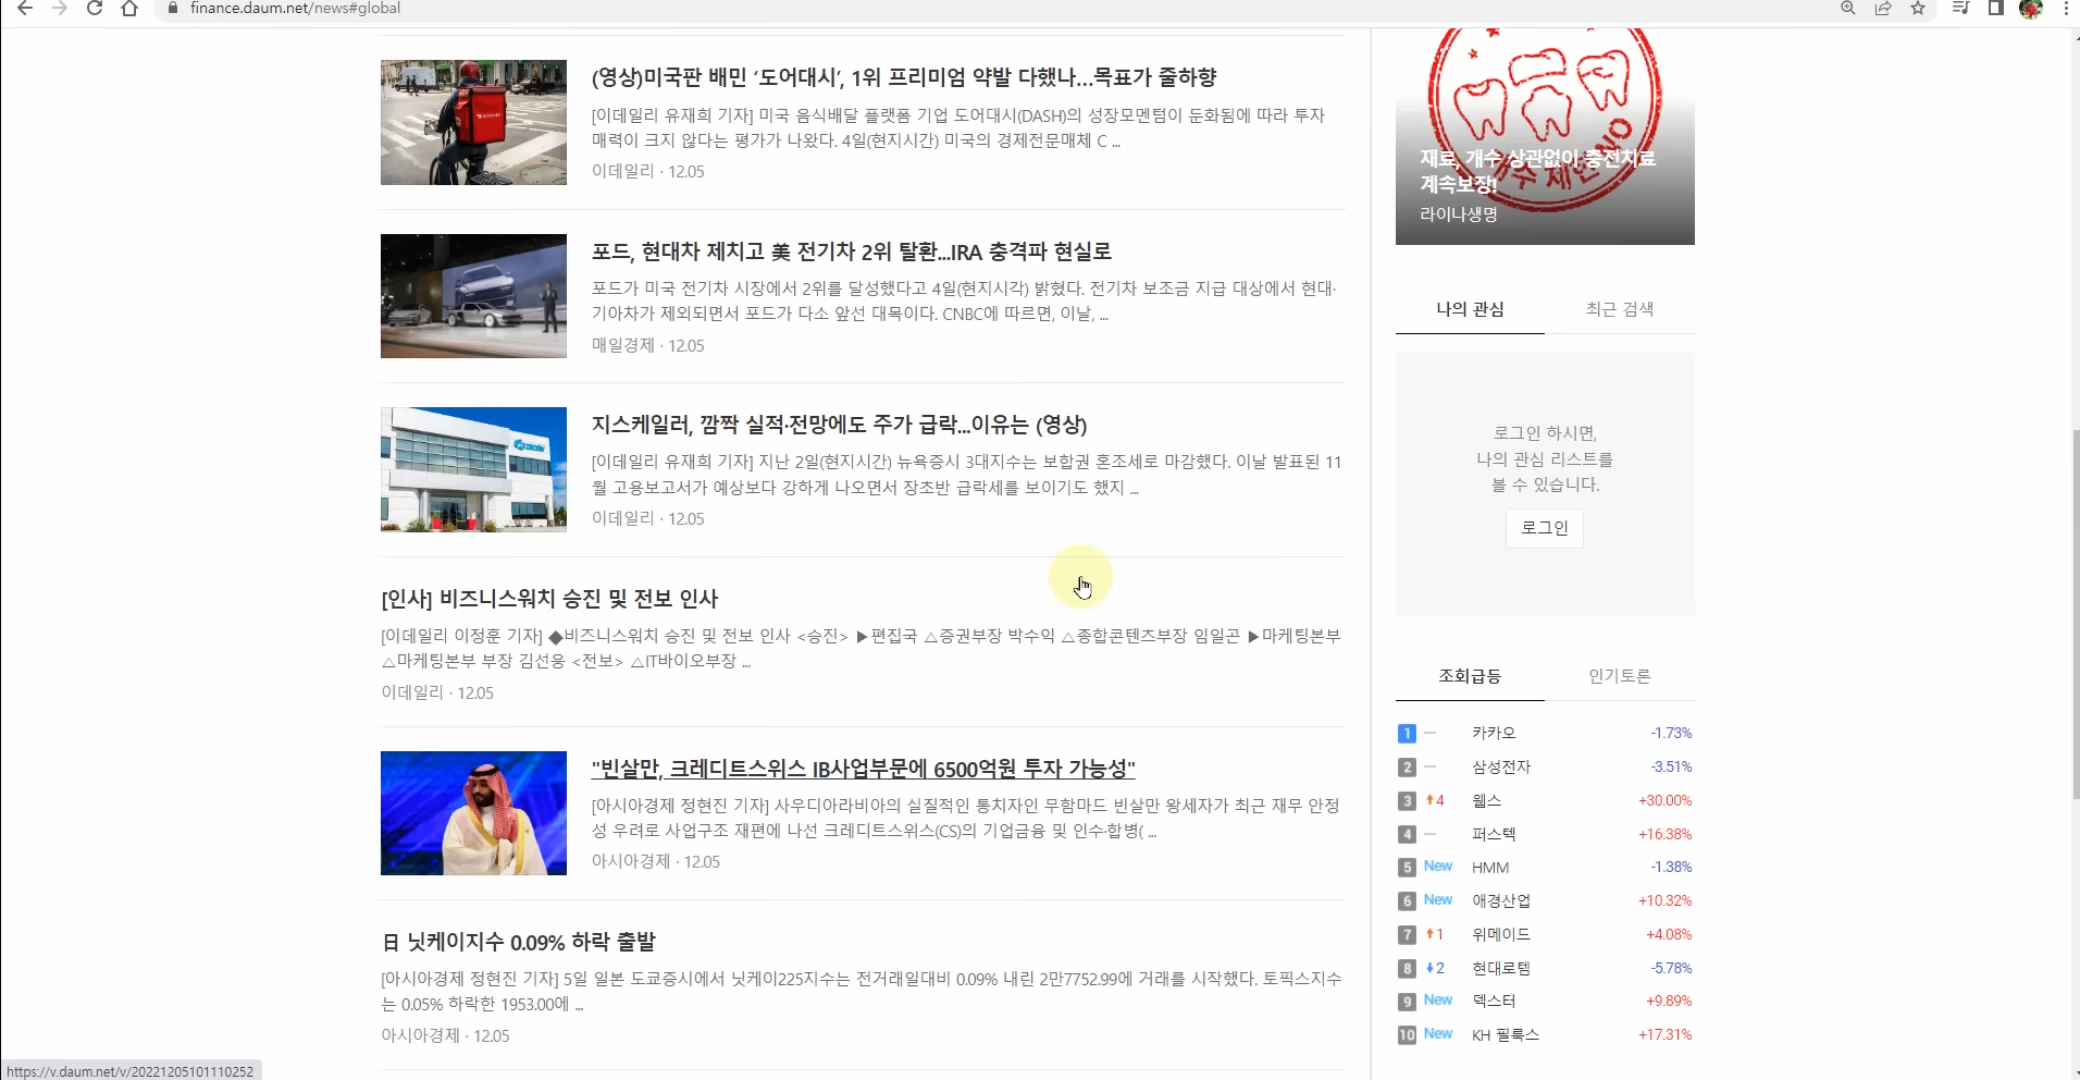 finance.daum.net/news#global
(영상)미국판 배민 ‘도어대시’, 1위 프리미엄 약발 다했나…목표가 줄하향
[이데일리 유재희 기자] 미국 음식배달 플랫폼 기업 도어대시(DASH)의 성장모멘텀이 둔화됨에 따라 투자
매력이 크지 않다는 평가가 나왔다. 4일(현지시간) 미국의 경제전문매체 C ...
이데일리 · 12.05
포드, 현대차 제치고 美 전기차 2위 탈환...IRA 충격파 현실로
포드가 미국 전기차 시장에서 2위를 달성했다고 4일(현지시각) 밝혔다. 전기차 보조금 지급 대상에서 현대·
기아차가 제외되면서 포드가 다소 앞선 대목이다. CNBC에 따르면, 이날, ...
매일경제 · 12.05
지스케일러, 깜짝 실적·전망에도 주가 급락...이유는 (영상)
[이데일리 유재희 기자] 지난 2일(현지시간) 뉴욕증시 3대지수는 보합권 혼조세로 마감했다. 이날 발표된 11
월 고용보고서가 예상보다 강하게 나오면서 장초반 급락세를 보이기도 했지 ...
이데일리 · 12.05
[인사] 비즈니스워치 승진 및 전보 인사
[이데일리 이정훈 기자] ◆비즈니스워치 승진 및 전보 인사 <승진> ▶편집국 △증권부장 박수익 △종합콘텐츠부장 임일곤 ▶마케팅본부
△마케팅본부 부장 김선웅 <전보> △IT바이오부장 ...
이데일리 · 12.05
"빈살만, 크레디트스위스 IB사업부문에 6500억원 투자 가능성"
[아시아경제 정현진 기자] 사우디아라비아의 실질적인 통치자인 무함마드 빈살만 왕세자가 최근 재무 안정
성 우려로 사업구조 재편에 나선 크레디트스위스(CS)의 기업금융 및 인수·합병( ...
아시아경제 · 12.05
日 닛케이지수 0.09% 하락 출발
[아시아경제 정현진 기자] 5일 일본 도쿄증시에서 닛케이225지수는 전거래일대비 0.09% 내린 2만7752.99에 거래를 시작했다. 토픽스지수
는 0.05% 하락한 1953.00에 ...
아시아경제 · 12.05
재료, 개수 상관없이 충전치료
계속보장!
라이나생명
나의 관심 최근 검색
로그인 하시면,
나의 관심 리스트를
볼 수 있습니다.
로그인
조회급등 인기토론
1 카카오 -1.73%
2 삼성전자 -3.51%
3 4 웹스 +30.00%
4 퍼스텍 +16.38%
5 New HMM -1.38%
6 New 애경산업 +10.32%
7 1 위메이드 +4.08%
8 2 현대로템 -5.78%
9 New 덱스터 +9.89%
10 New KH 필룩스 +17.31%
https://v.daum.net/v/20221205101110252